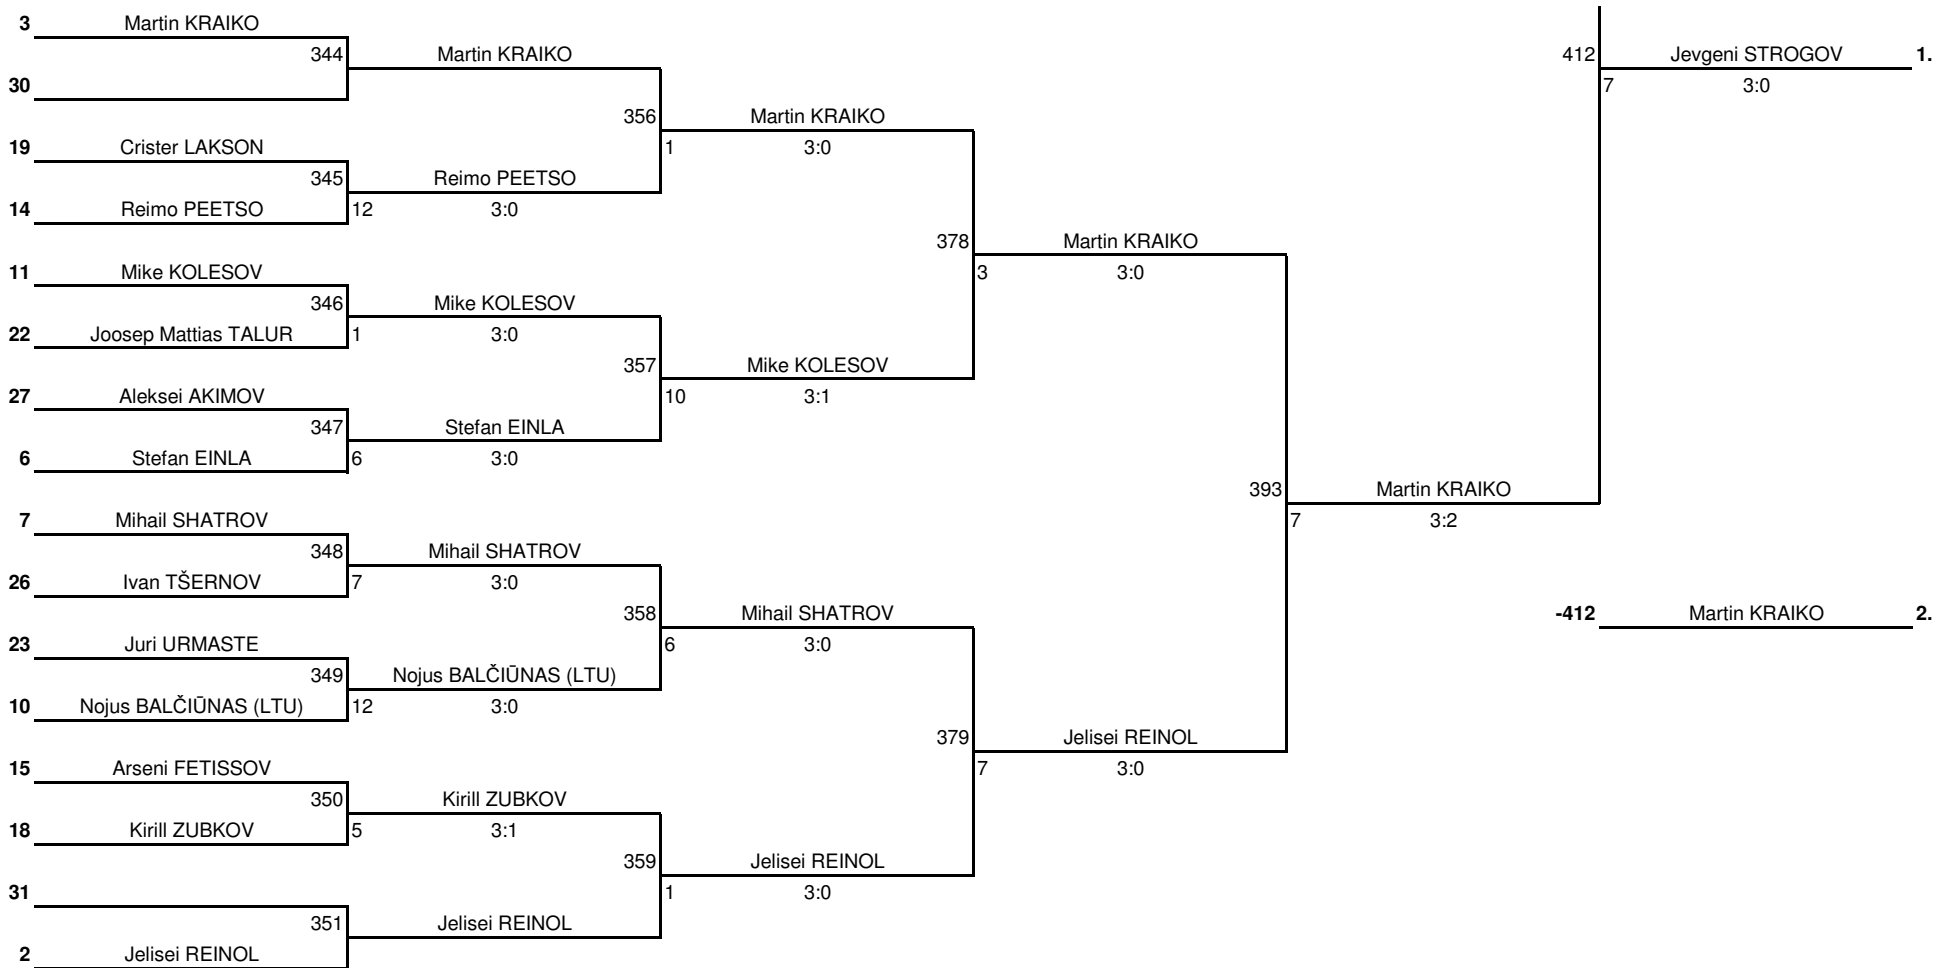 3 Martin KRAIKO
344 Martin KRAIKO 412 Jevgeni STROGOV 1.
30 7 3:0
356 Martin KRAIKO
19 Crister LAKSON 1 3:0
345 Reimo PEETSO
14 Reimo PEETSO 12 3:0
378 Martin KRAIKO
11 Mike KOLESOV 3 3:0
346 Mike KOLESOV
22 Joosep Mattias TALUR 1 3:0
357 Mike KOLESOV
27 Aleksei AKIMOV 10 3:1
347 Stefan EINLA
6 Stefan EINLA 6 3:0
393 Martin KRAIKO
7 Mihail SHATROV 7 3:2
348 Mihail SHATROV
26 Ivan TŠERNOV 7 3:0
358 Mihail SHATROV -412 Martin KRAIKO 2.
23 Juri URMASTE 6 3:0
349 Nojus BALČIŪNAS (LTU)
10 Nojus BALČIŪNAS (LTU) 12 3:0
379 Jelisei REINOL
15 Arseni FETISSOV 7 3:0
350 Kirill ZUBKOV
18 Kirill ZUBKOV 5 3:1
359 Jelisei REINOL
31 1 3:0
351 Jelisei REINOL
2 Jelisei REINOL